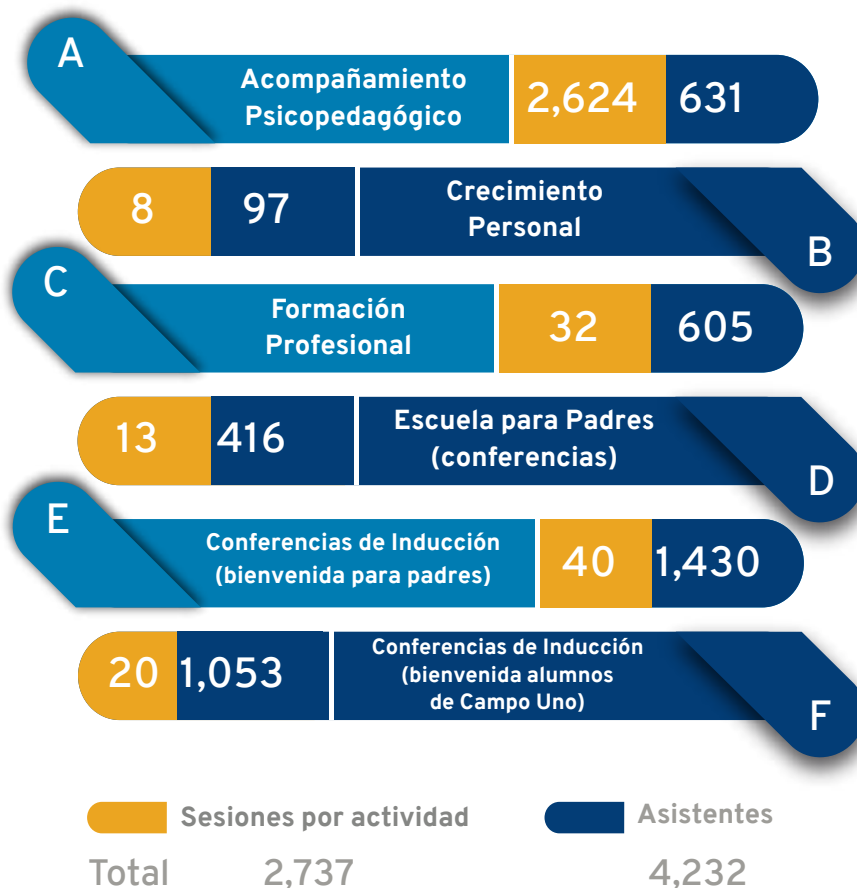 A
Acompañamiento
Psicopedagógico
2,624
631
8
97
Crecimiento
Personal
B
C
Formación
Profesional
32
605
13
416
Escuela para Padres
(conferencias)
D
E
Conferencias de Inducción
(bienvenida para padres)
40
1,430
20
1,053
Conferencias de Inducción
(bienvenida alumnos
de Campo Uno)
F
Sesiones por actividad
Asistentes
Total 2,737 4,232